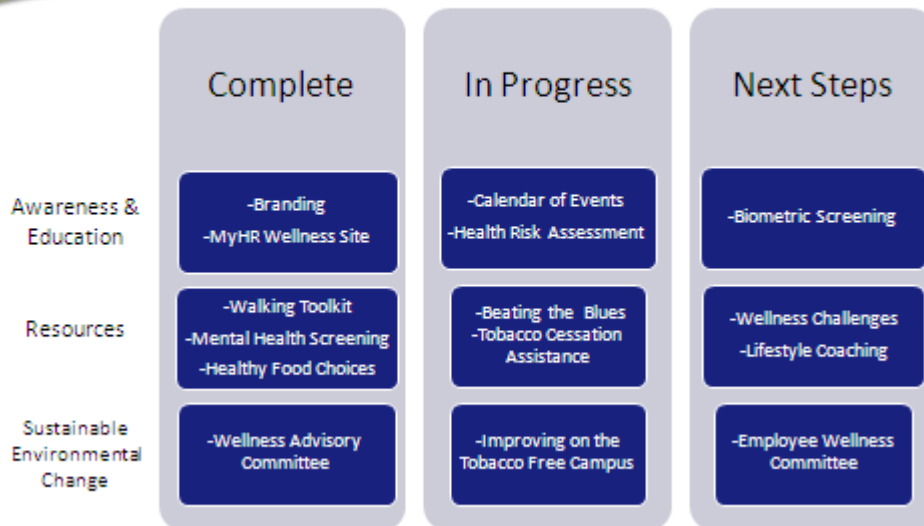 Complete
In Progress
Next Steps
Awareness &
Education
-Branding
-MyHR Wellness Site
-Calendar of Events
-Health Risk Assessment
-Biometric Screening
Resources
-Walking Toolkit
-Mental Health Screening
-Healthy Food Choices
-Beating the Blues
-Tobacco Cessation
Assistance
-Wellness Challenges
-Lifestyle Coaching
Sustainable
Environmental
Change
-Wellness Advisory
Committee
-Improving on the
Tobacco Free Campus
-Employee Wellness
Committee